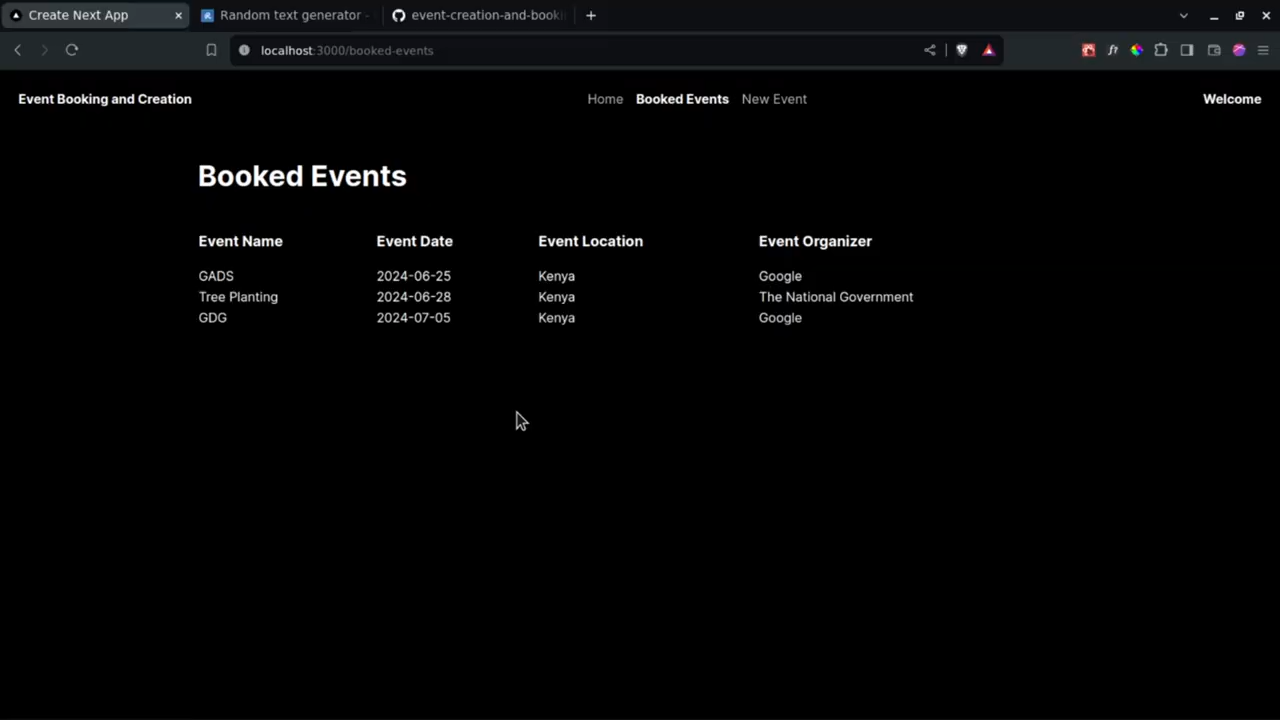 Create Next App
Random text generator -
event-creation-and-booki
localhost:3000/booked-events
Event Booking and Creation
Home Booked Events New Event
Welcome
Booked Events
Event Name Event Date Event Location Event Organizer
GADS 2024-06-25 Kenya Google
Tree Planting 2024-06-28 Kenya The National Government
GDG 2024-07-05 Kenya Google